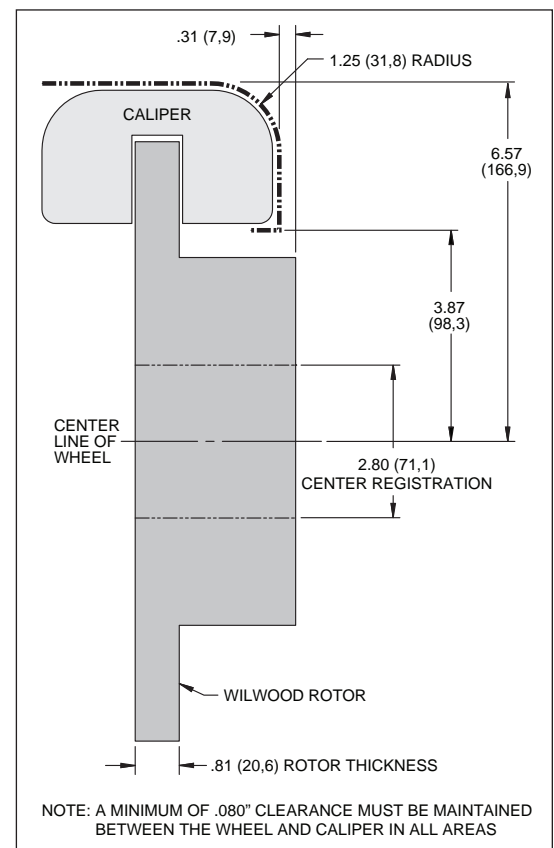 .31 (7,9)
1.25 (31,8) RADIUS
CALIPER
6.57
(166,9)
3.87
(98,3)
CENTER
LINE OF
WHEEL
2.80 (71,1)
CENTER REGISTRATION
WILWOOD ROTOR
.81 (20,6) ROTOR THICKNESS
NOTE: A MINIMUM OF .080" CLEARANCE MUST BE MAINTAINED
BETWEEN THE WHEEL AND CALIPER IN ALL AREAS